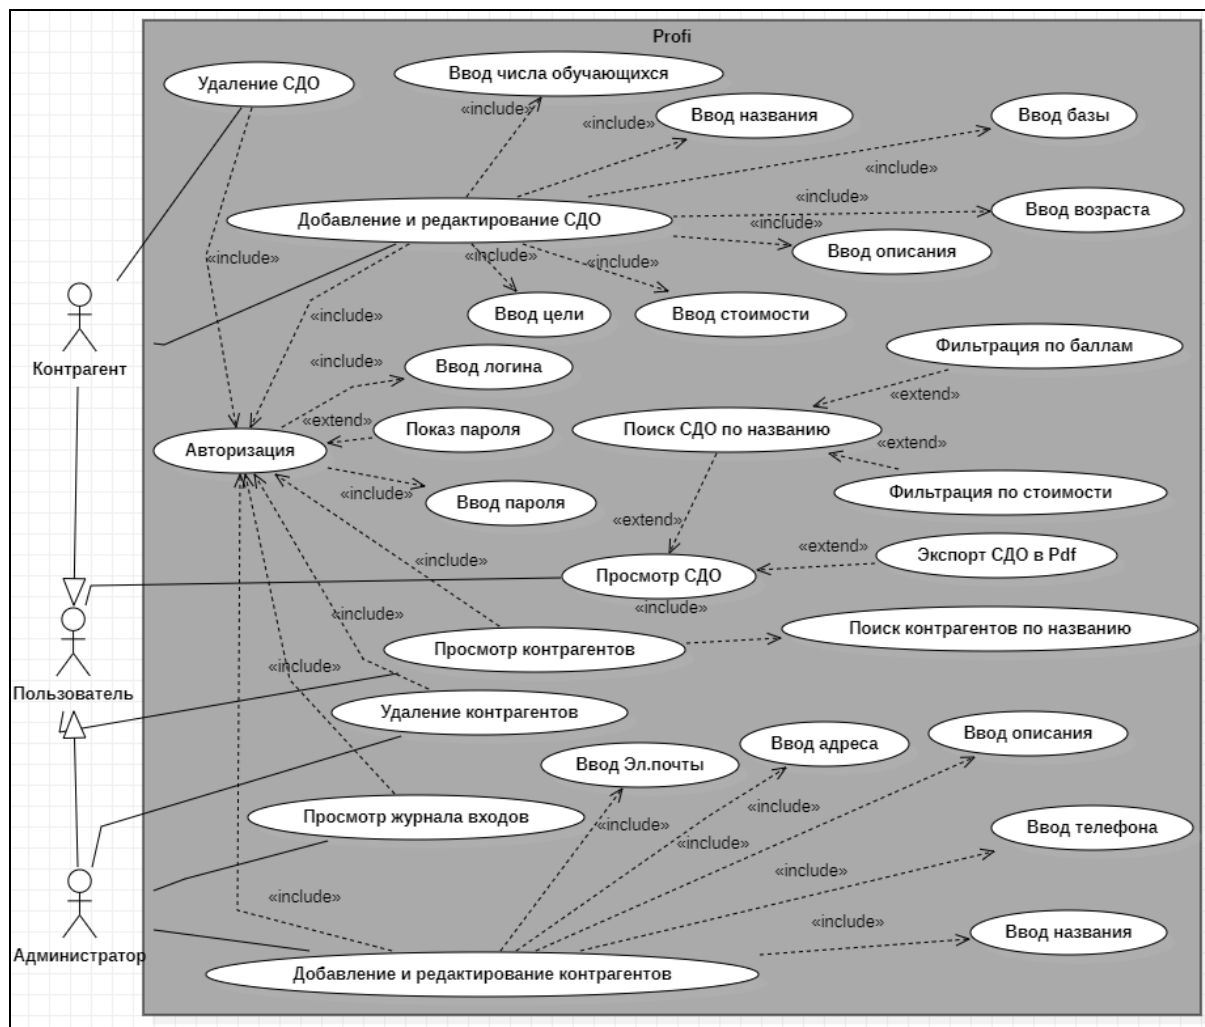 Profi
Удаление СДО
Ввод числа обучающихся
«include»
Ввод названия
«include»
Ввод базы
«include»
Добавление и редактирование СДО
«include»
Ввод возраста
«include»
Ввод описания
«include»
«include»
«include»
Ввод цели
Ввод стоимости
«include»
Контрагент
«include»
Ввод логина
Фильтрация по баллам
«extend»
«extend»
Показ пароля
Поиск СДО по названию
«extend»
Авторизация
«include»
Ввод пароля
Фильтрация по стоимости
«extend»
«extend»
Экспорт СДО в Pdf
«include»
Просмотр СДО
«include»
«include»
Поиск контрагентов по названию
Просмотр контрагентов
«include»
Пользователь
Удаление контрагентов
Ввод описания
Ввод адреса
Ввод Эл.почты
«include»
Просмотр журнала входов
«include»
Ввод телефона
«include»
«include»
«include»
«include»
Ввод названия
Администратор
Добавление и редактирование контрагентов